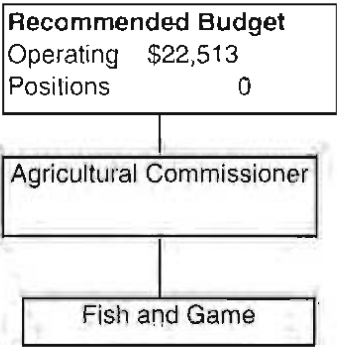 Recommended Budget
Operating $22,513
Positions 0
Agricultural Commissioner
Fish and Game